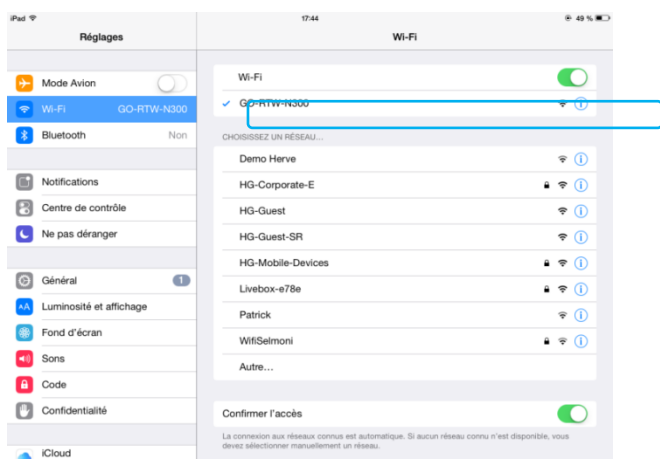 iPad 17:44 49 %
Réglages
Wi-Fi
Mode Avion
Wi-Fi GO-RTW-N300
Bluetooth Non
Notifications
Centre de contrôle
Ne pas déranger
Général 1
Luminosité et affichage
Fond d'écran
Sons
Code
Confidentialité
iCloud
Wi-Fi
GO-RTW-N300
CHOISISSEZ UN RÉSEAU...
Demo Herve
HG-Corporate-E
HG-Guest
HG-Guest-SR
HG-Mobile-Devices
Livebox-e78e
Patrick
WifiSelmoni
Autre...
Confirmer l'accès
La connexion aux réseaux connus est automatique. Si aucun réseau connu n'est disponible, vous
devez sélectionner manuellement un réseau.